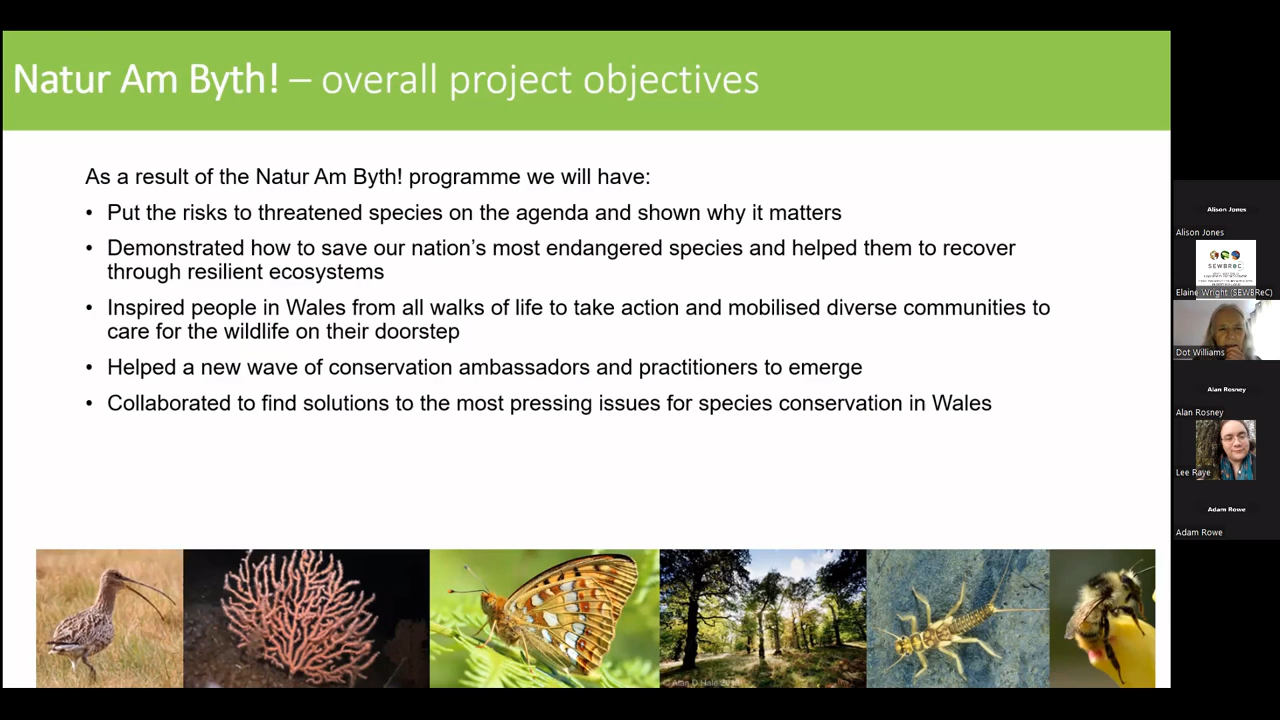 Natur Am Byth! – overall project objectives
As a result of the Natur Am Byth! programme we will have:
• Put the risks to threatened species on the agenda and shown why it matters
• Demonstrated how to save our nation's most endangered species and helped them to recover
through resilient ecosystems
• Inspired people in Wales from all walks of life to take action and mobilised diverse communities to
care for the wildlife on their doorstep
• Helped a new wave of conservation ambassadors and practitioners to emerge
• Collaborated to find solutions to the most pressing issues for species conservation in Wales
Alison Jones
Alison Jones
SEWBReC
Elaine Wright (SEWBReC)
Dot Williams
Alan Rosney
Alan Rosney
Lee Raye
Adam Rowe
Adam Rowe
© Alan D Hale